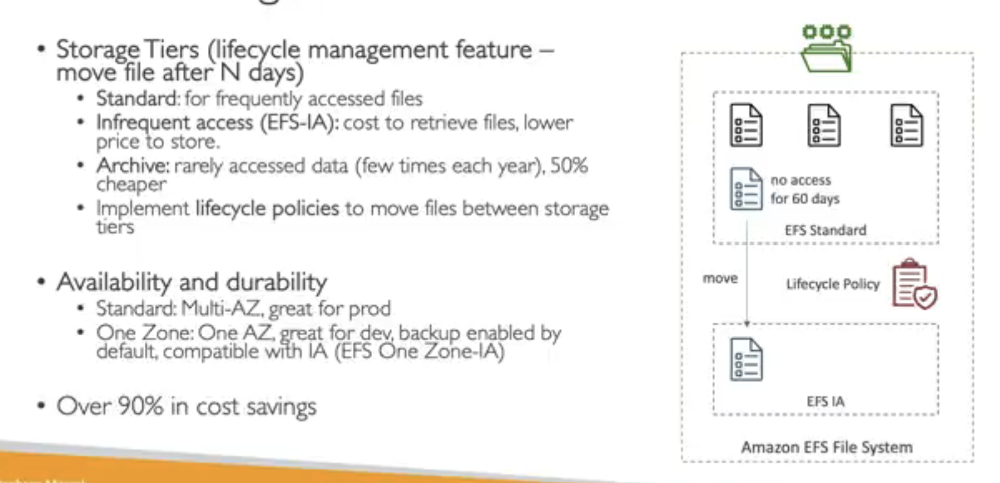 • Storage Tiers (lifecycle management feature –
move file after N days)
• Standard: for frequently accessed files
• Infrequent access (EFS-IA): cost to retrieve files, lower
price to store.
• Archive: rarely accessed data (few times each year), 50%
cheaper
• Implement lifecycle policies to move files between storage
tiers
• Availability and durability
• Standard: Multi-AZ, great for prod
• One Zone: One AZ, great for dev, backup enabled by
default, compatible with IA (EFS One Zone-IA)
• Over 90% in cost savings
no access
for 60 days
EFS Standard
move
Lifecycle Policy
EFS IA
Amazon EFS File System